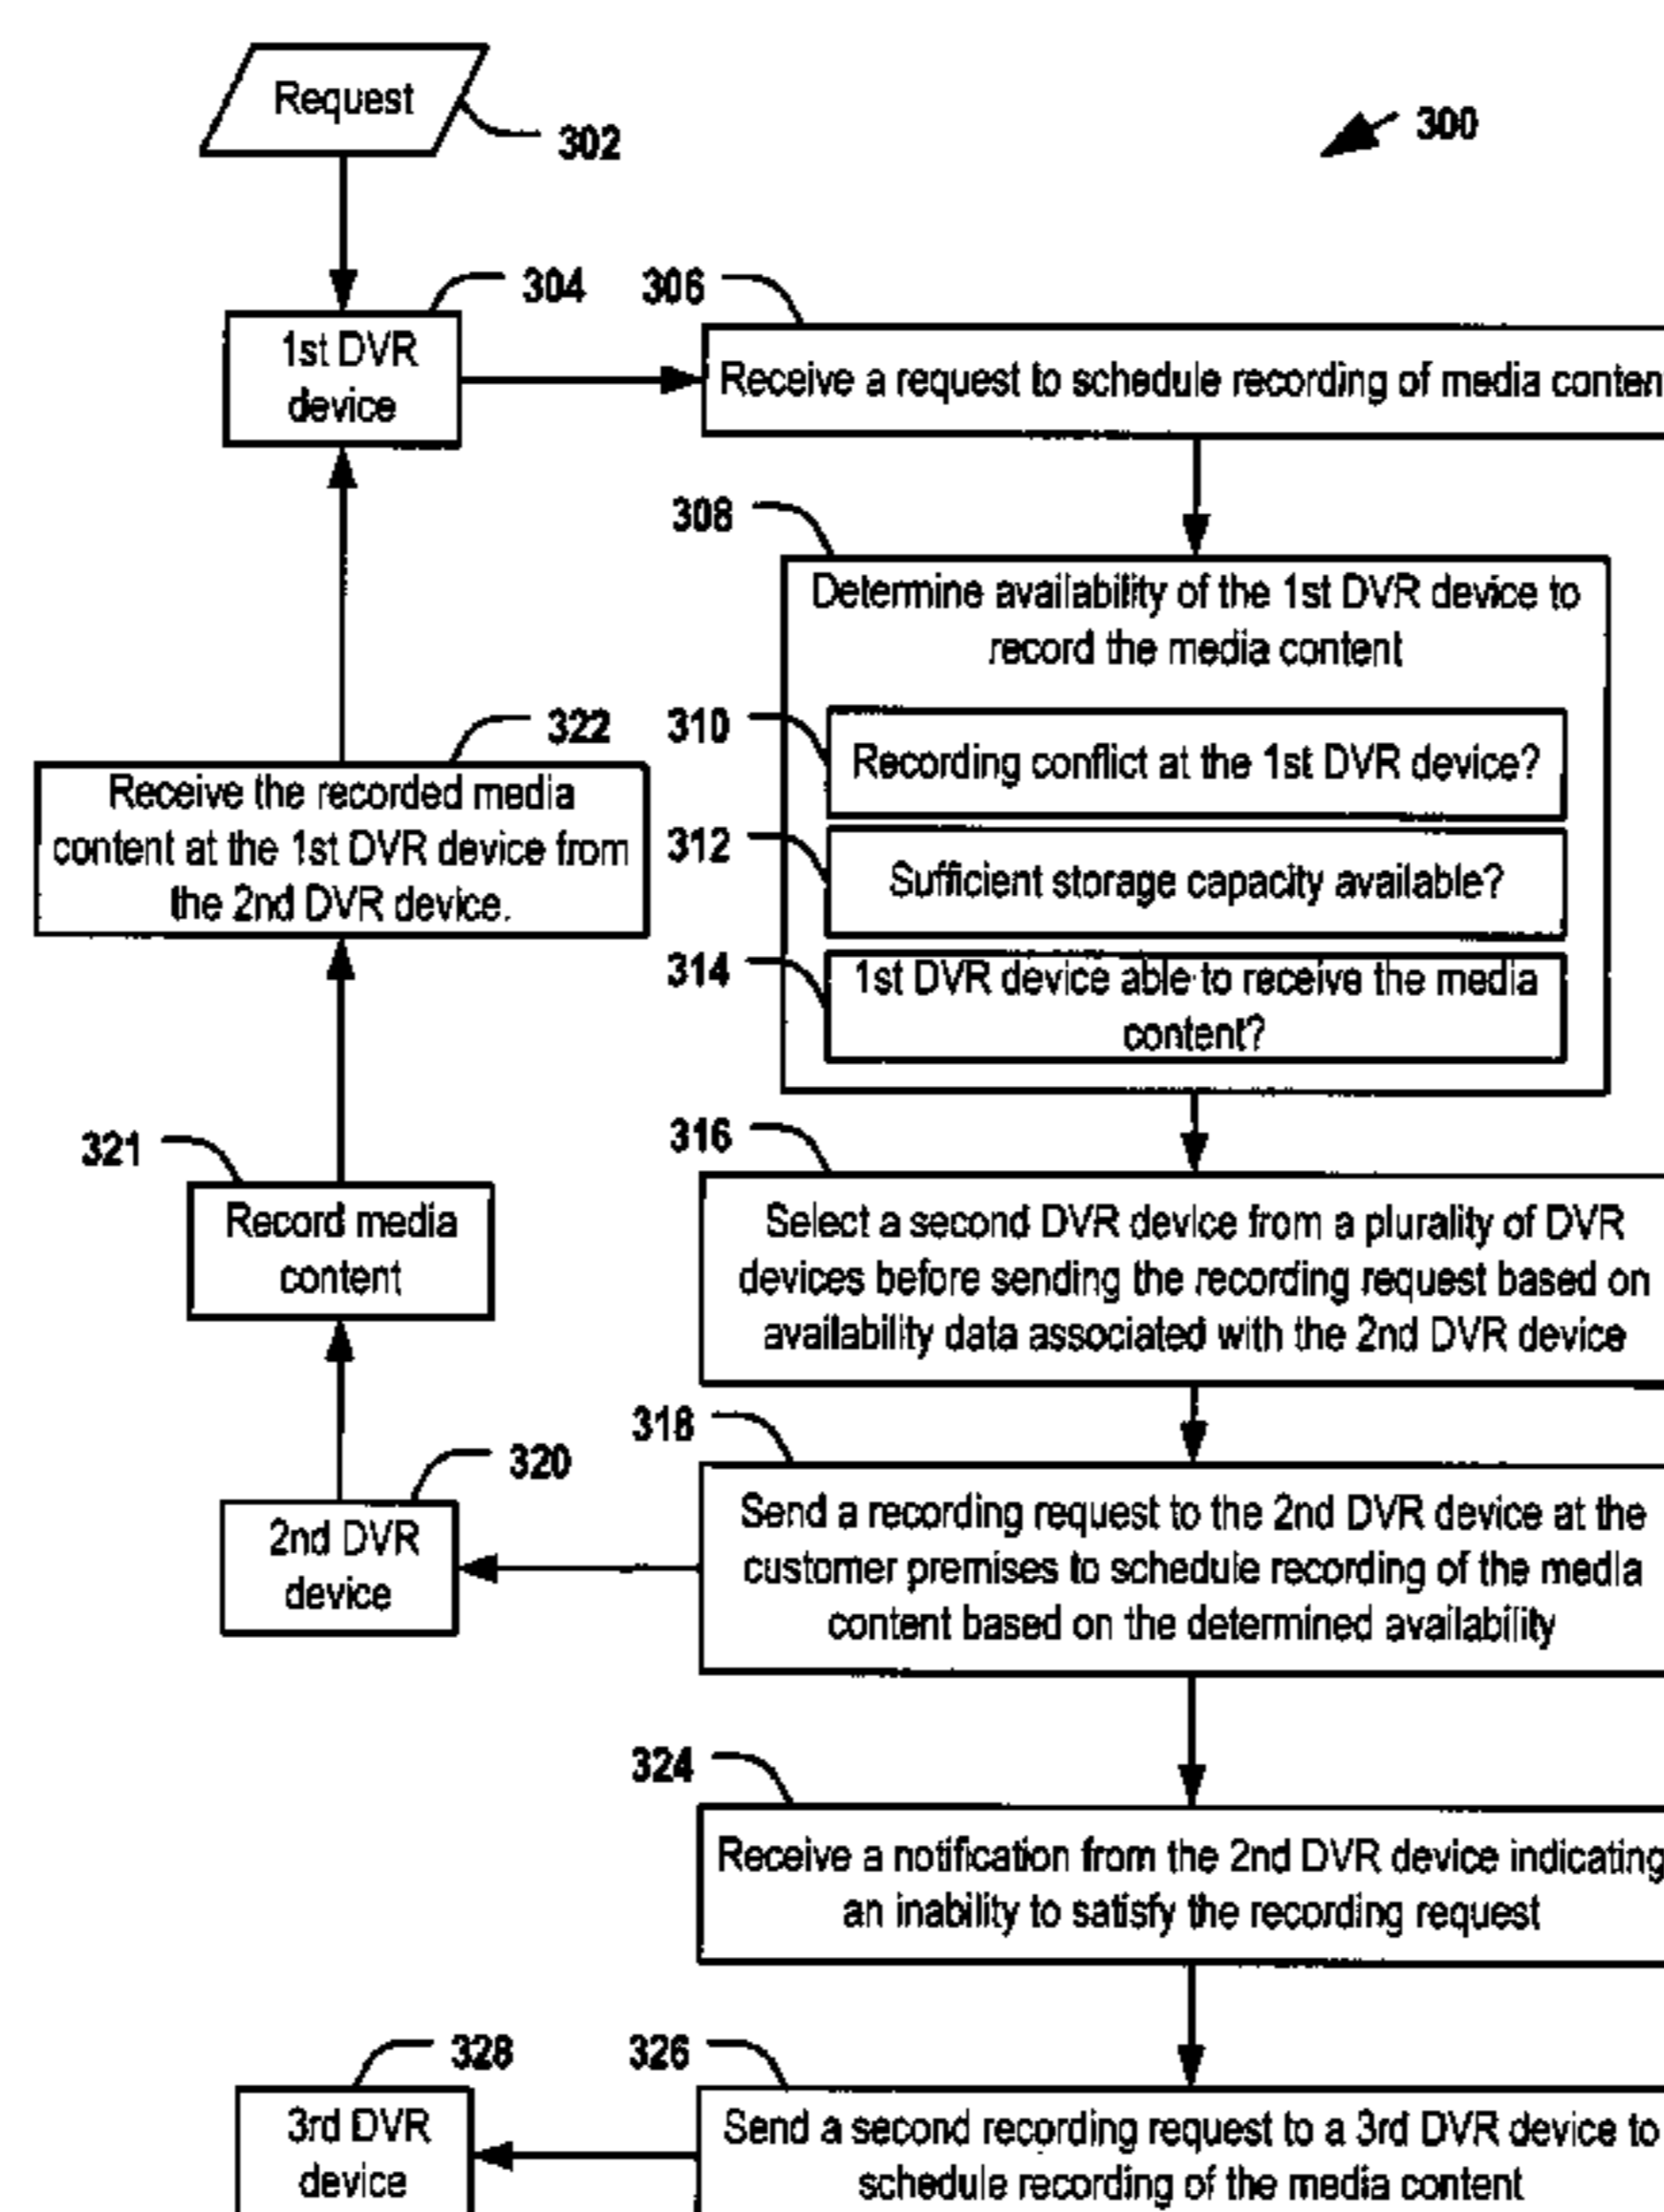 Request
302
300
304
306
1st DVR
device
Receive a request to schedule recording of media conten
308
Determine availability of the 1st DVR device to
record the media content
322
310
Recording conflict at the 1st DVR device?
Receive the recorded media
content at the 1st DVR device from
the 2nd DVR device.
312
Sufficient storage capacity available?
314
1st DVR device able to receive the media
content?
321
316
Record media
content
Select a second DVR device from a plurality of DVR
devices before sending the recording request based on
availability data associated with the 2nd DVR device
318
320
2nd DVR
device
Send a recording request to the 2nd DVR device at the
customer premises to schedule recording of the media
content based on the determined availability
324
Receive a notification from the 2nd DVR device indicating
an inability to satisfy the recording request
328
326
3rd DVR
device
Send a second recording request to a 3rd DVR device to
schedule recording of the media content